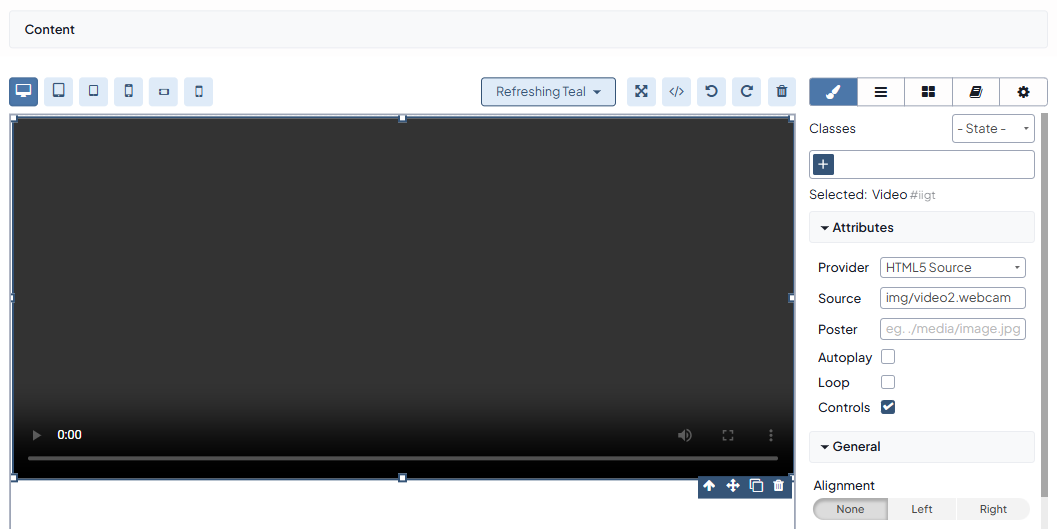 Content
Refreshing Teal
Classes
- State -
Selected: Video #iigt
Attributes
Provider
HTML5 Source
Source
img/video2.webcam
Poster
eg. ./media/image.jpg
Autoplay
Loop
Controls
0:00
General
Alignment
None
Left
Right